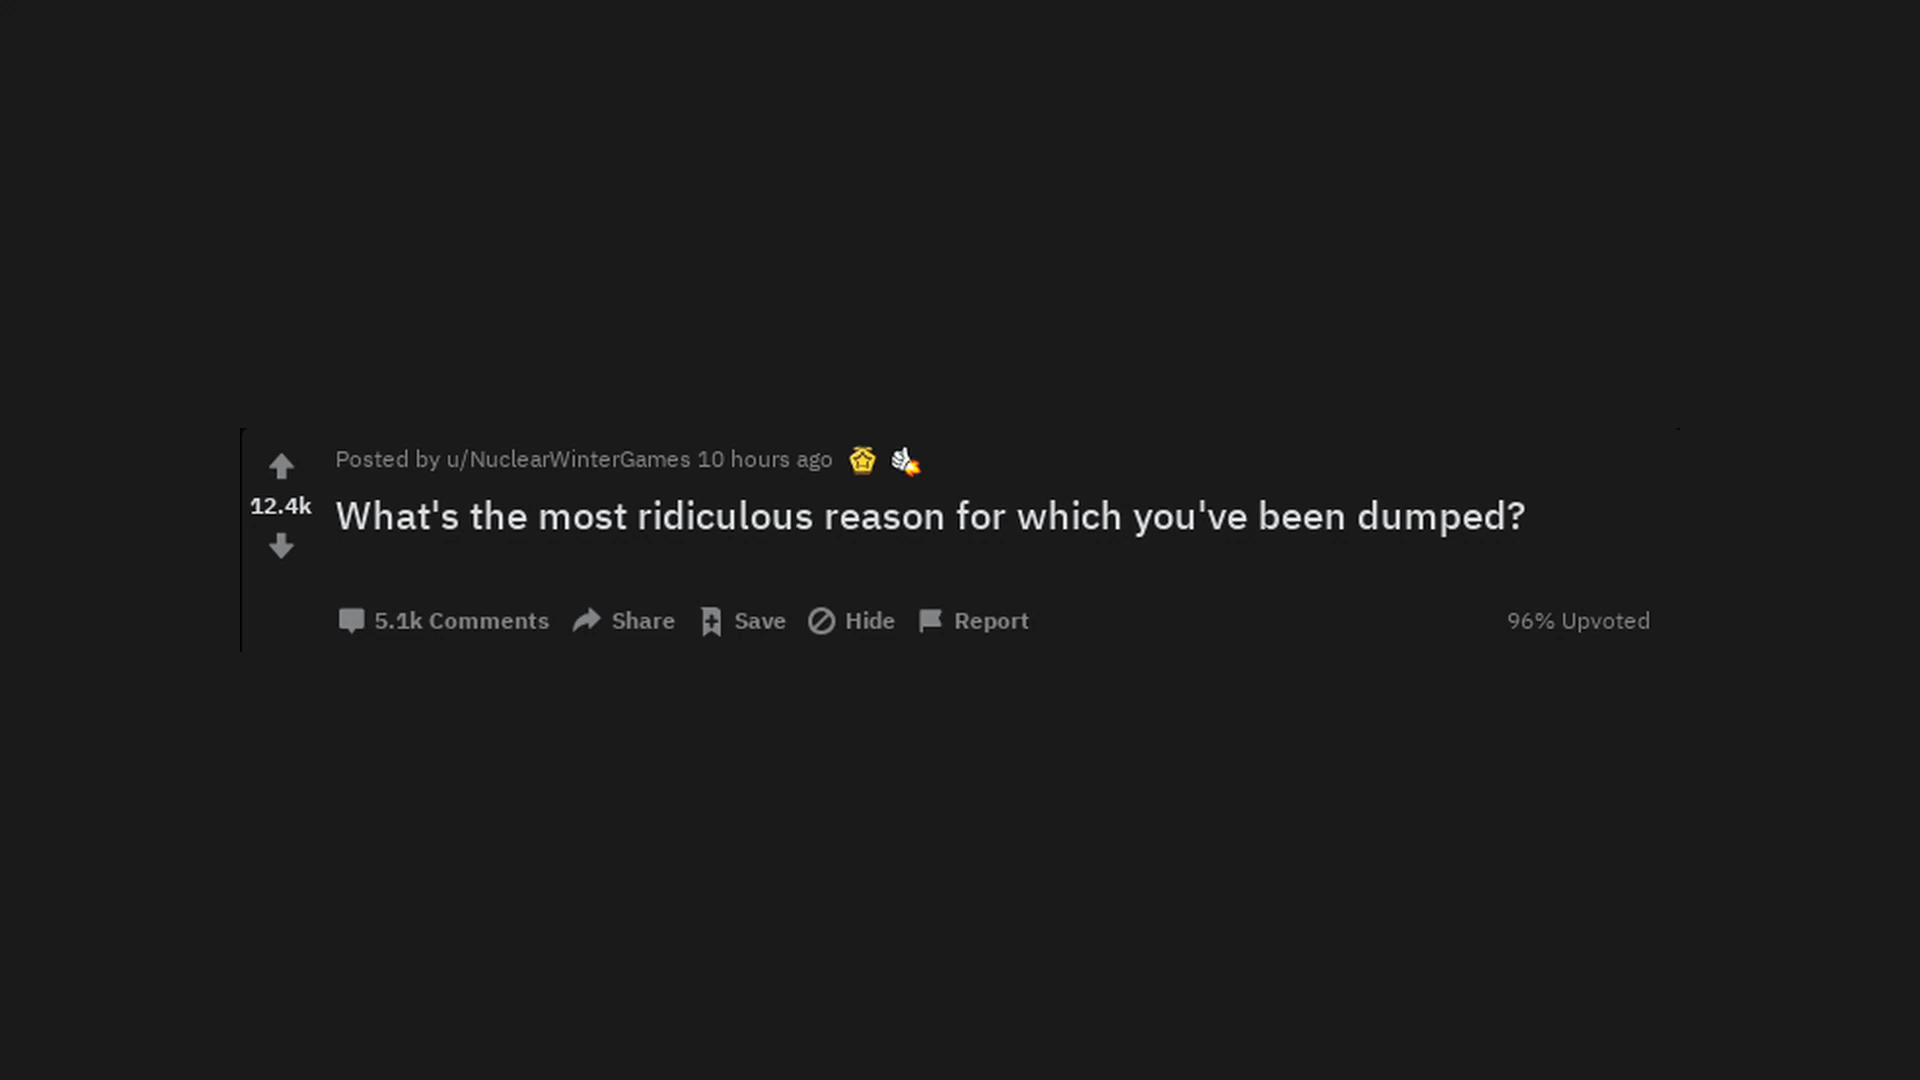 Posted by u/NuclearWinterGames 10 hours ago
12.4k
What's the most ridiculous reason for which you've been dumped?
5.1k Comments Share Save Hide Report 96% Upvoted